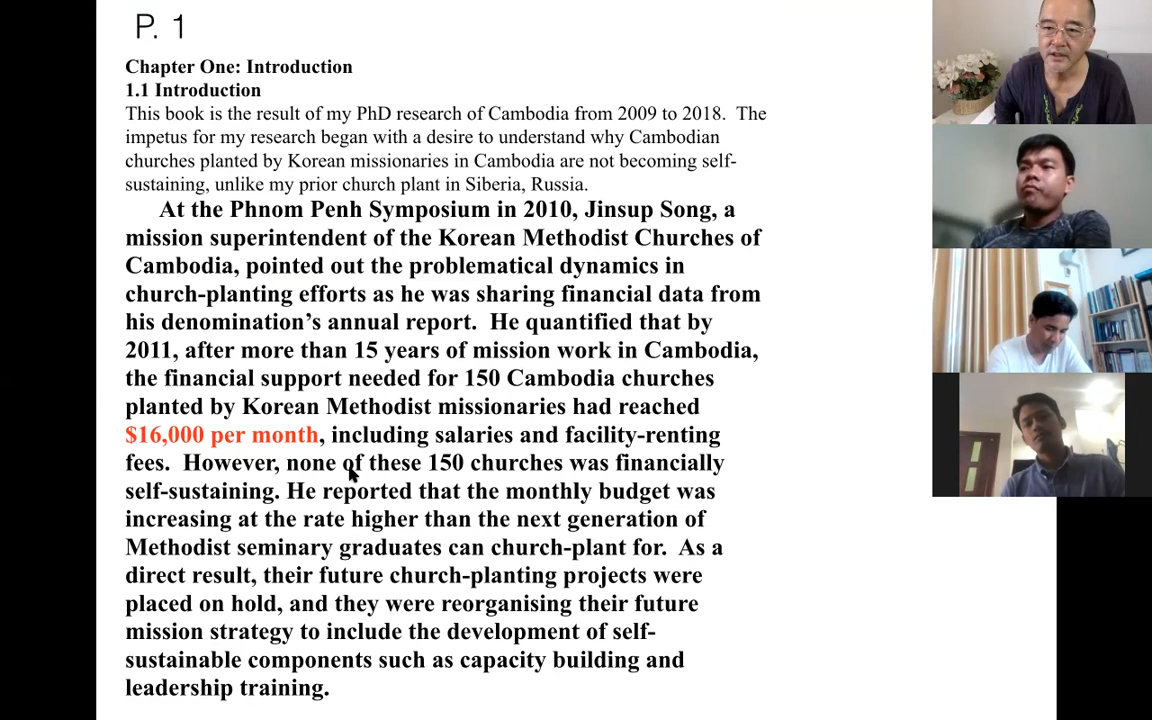 P. 1
Chapter One: Introduction
1.1 Introduction
This book is the result of my PhD research of Cambodia from 2009 to 2018.  The
impetus for my research began with a desire to understand why Cambodian
churches planted by Korean missionaries in Cambodia are not becoming self-
sustaining, unlike my prior church plant in Siberia, Russia.
At the Phnom Penh Symposium in 2010, Jinsup Song, a
mission superintendent of the Korean Methodist Churches of
Cambodia, pointed out the problematical dynamics in
church-planting efforts as he was sharing financial data from
his denomination’s annual report.  He quantified that by
2011, after more than 15 years of mission work in Cambodia,
the financial support needed for 150 Cambodia churches
planted by Korean Methodist missionaries had reached
$16,000 per month, including salaries and facility-renting
fees.  However, none of these 150 churches was financially
self-sustaining. He reported that the monthly budget was
increasing at the rate higher than the next generation of
Methodist seminary graduates can church-plant for.  As a
direct result, their future church-planting projects were
placed on hold, and they were reorganising their future
mission strategy to include the development of self-
sustainable components such as capacity building and
leadership training.